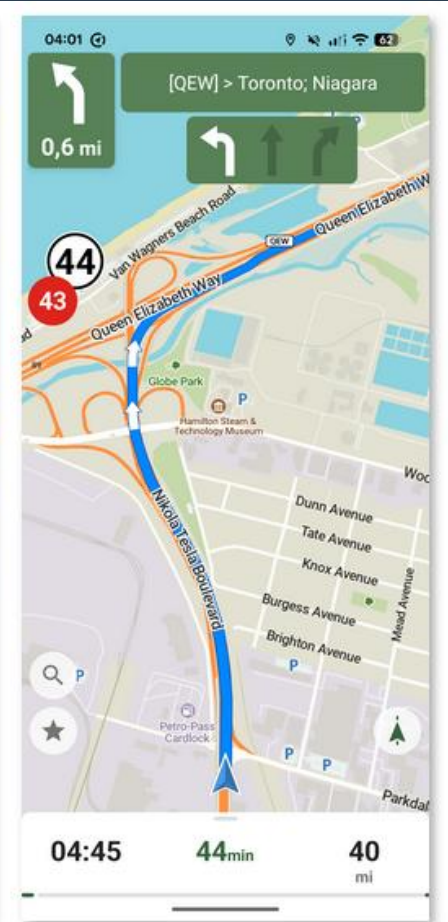 04:01
62
0,6 mi
[QEW] > Toronto; Niagara
Van Wagners Beach Road
Queen Elizabeth W
QEW
44
43
Queen Elizabeth Way
ad
Globe Park
P
Hamilton Steam &
Technology Museum
Woo
Nikola Tesla Boulevard
Dunn Avenue
Tate Avenue
Knox Avenue
Mead Avenue
Burgess Avenue
Brighton Avenue
P
P
Petro-Pass
Cardlock
P
P
Parkdal
04:45
44min
40
mi